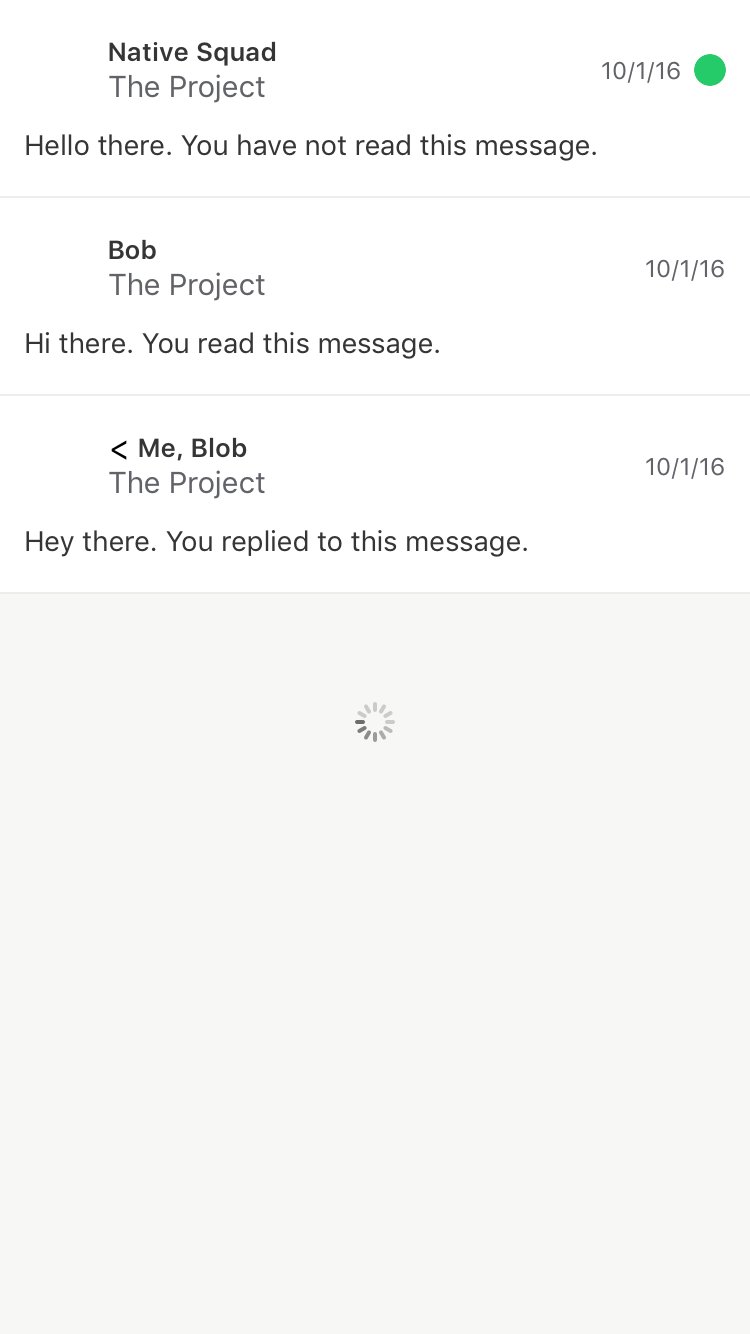 Native Squad
The Project
10/1/16
Hello there. You have not read this message.
Bob
The Project
10/1/16
Hi there. You read this message.
< Me, Blob
The Project
10/1/16
Hey there. You replied to this message.